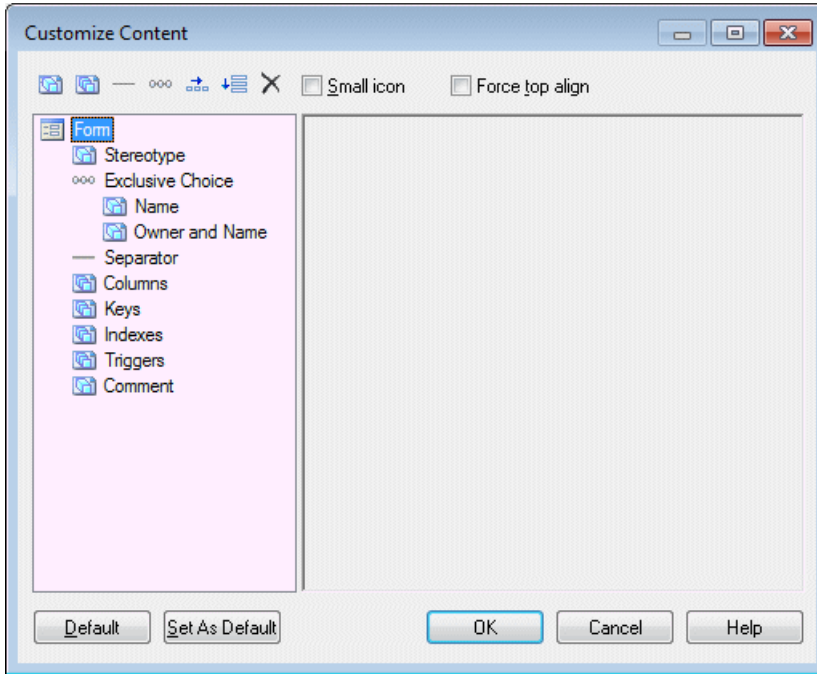 Customize Content
Small icon
Force top align
Form
Stereotype
Exclusive Choice
Name
Owner and Name
Separator
Columns
Keys
Indexes
Triggers
Comment
Default
Set As Default
OK
Cancel
Help